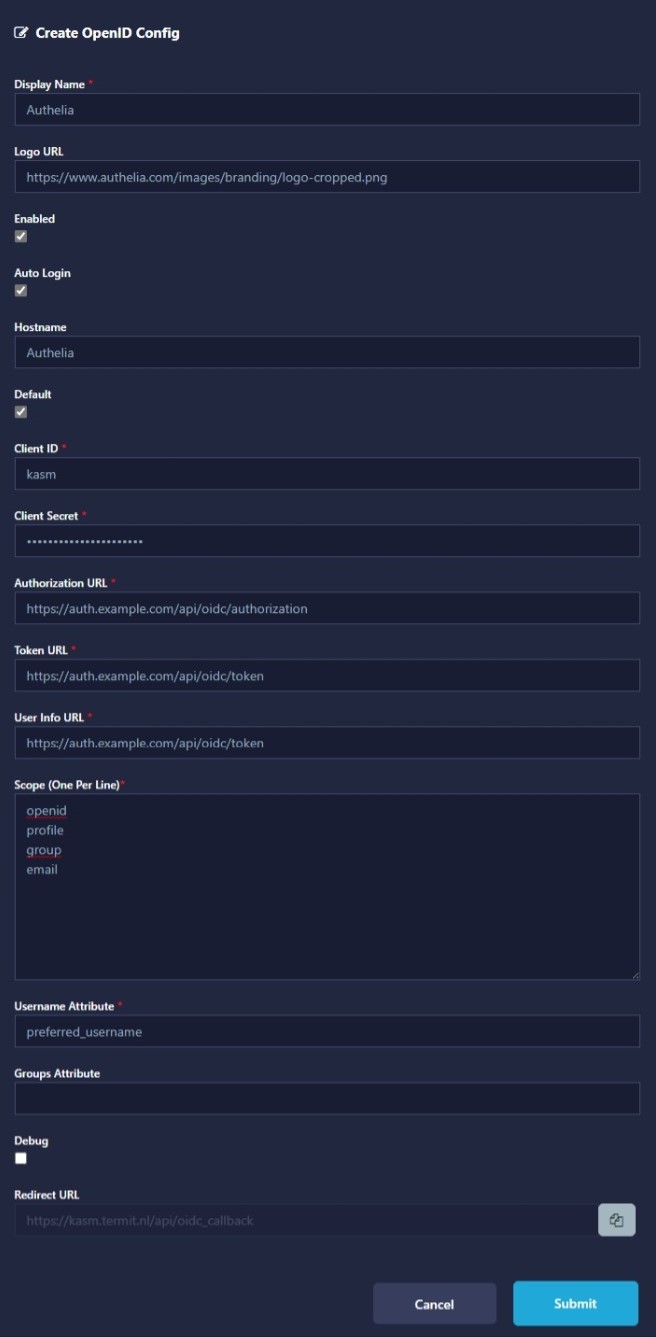 Create OpenID Config
Display Name *
Authelia
Logo URL
https://www.authelia.com/images/branding/logo-cropped.png
Enabled
Auto Login
Hostname
Authelia
Default
Client ID *
kasm
Client Secret *
Authorization URL *
https://auth.example.com/api/oidc/authorization
Token URL *
https://auth.example.com/api/oidc/token
User Info URL *
https://auth.example.com/api/oidc/token
Scope (One Per Line)*
openid
profile
group
email
Username Attribute *
preferred_username
Groups Attribute
Debug
Redirect URL
https://kasm.termit.nl/api/oidc_callback
Cancel
Submit